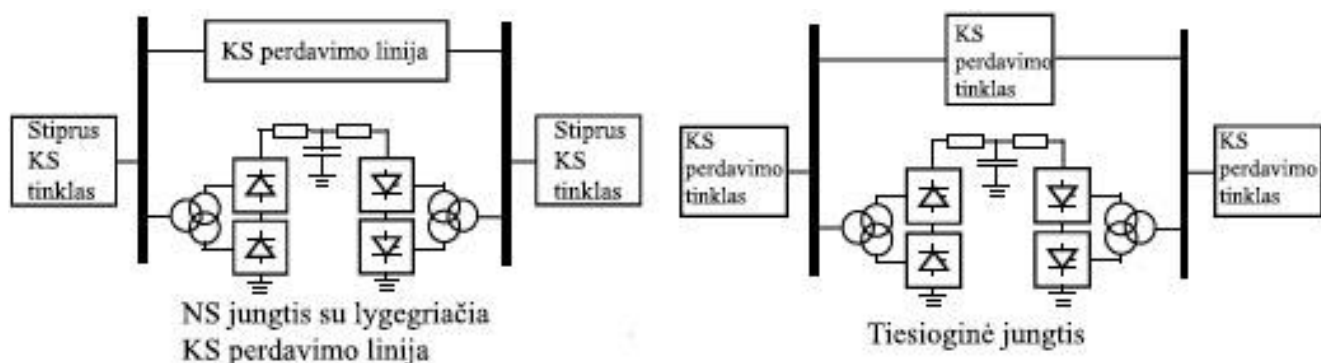 KS perdavimo linija
Stiprus
KS
tinklas
Stiprus
KS
tinklas
NS jungtis su lygegriačia
KS perdavimo linija
KS
perdavimo
tinklas
KS
perdavimo
tinklas
KS
perdavimo
tinklas
Tiesioginė jungtis